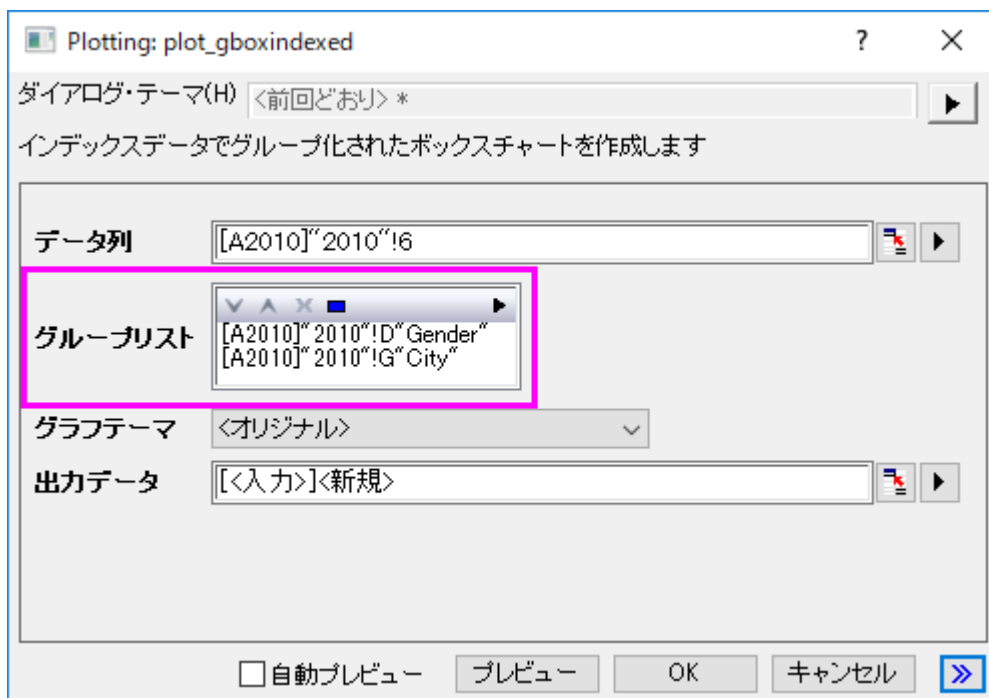 Plotting: plot_gboxindexed
ダイアログ・テーマ(H) <前回どおり> *
インデックスデータでグループ化されたボックスチャートを作成します
データ列 [A2010]"2010"!6
グループリスト
[A2010]"2010"!D"Gender"
[A2010]"2010"!G"City"
グラフテーマ <オリジナル>
出力データ [<入力>]<新規>
自動プレビュー プレビュー OK キャンセル